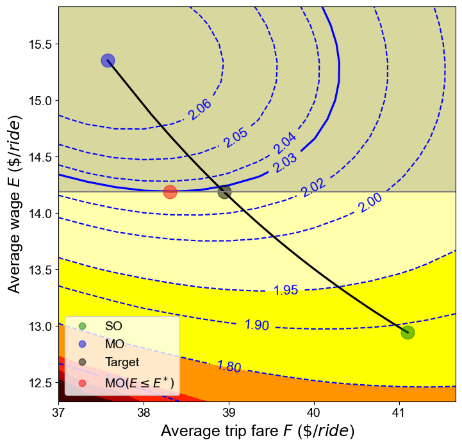 15.5
15.0
14.5
14.0
13.5
13.0
12.5
Average wage E ($/ride)
2.06
2.05
2.04
2.03
2.02
2.00
1.95
1.90
1.80
SO
MO
Target
MO(E ≤ E*)
37 38 39 40 41
Average trip fare F ($/ride)